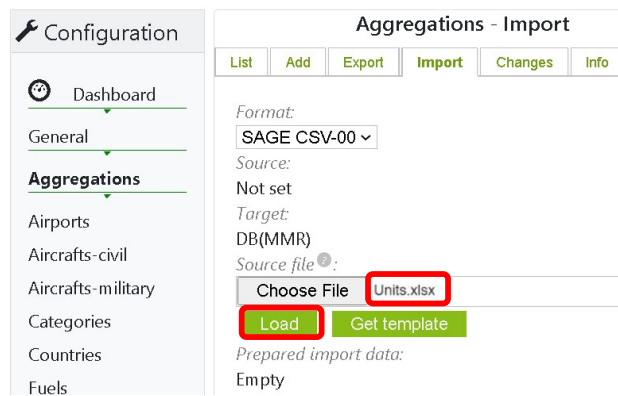 Configuration
Dashboard
General
Aggregations
Airports
Aircrafts-civil
Aircrafts-military
Categories
Countries
Fuels
Aggregations - Import
List Add Export Import Changes Info
Format:
SAGE CSV-00
Source:
Not set
Target:
DB(MMR)
Source file ? :
Choose File Units.xlsx
Load Get template
Prepared import data:
Empty